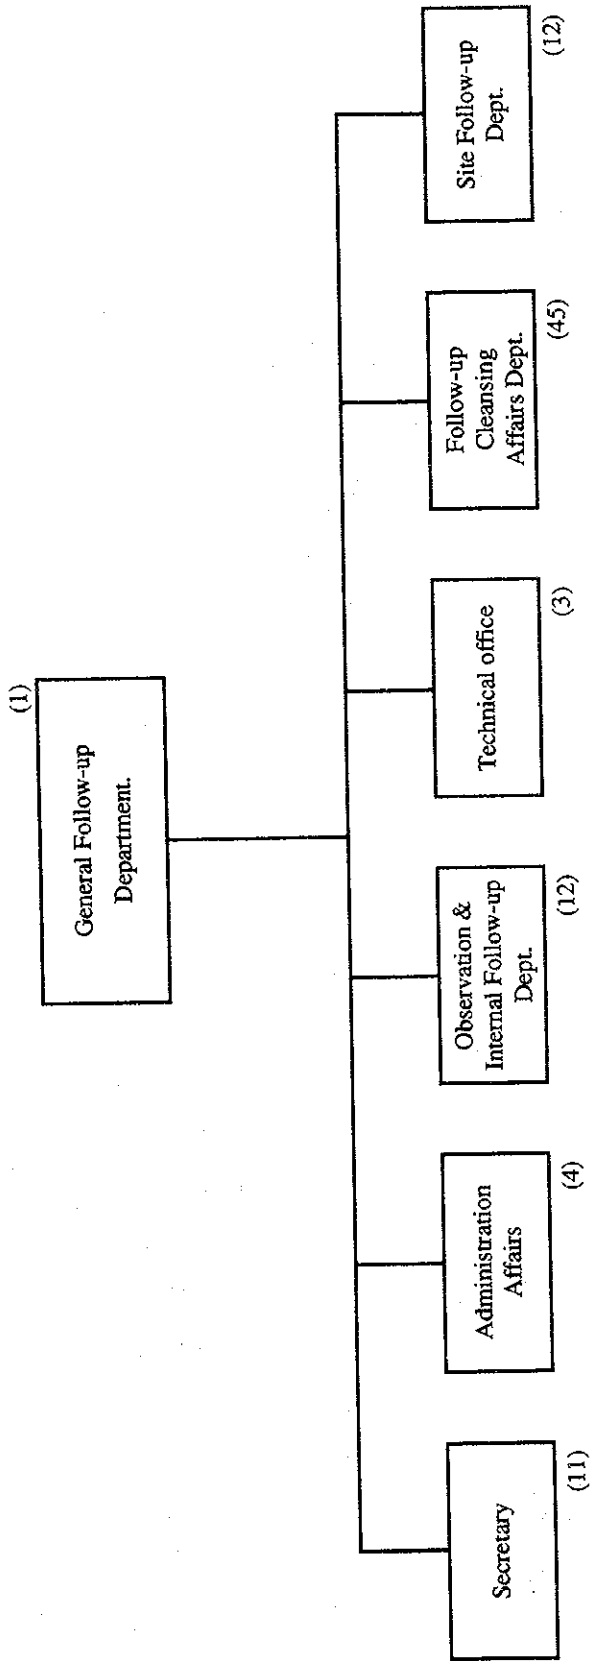 (1)
General Follow-up
Department.
Secretary
(11)
Administration
Affairs
(4)
Observation &
Internal Follow-up
Dept.
(12)
Technical office
(3)
Follow-up
Cleansing
Affairs Dept.
(45)
Site Follow-up
Dept.
(12)